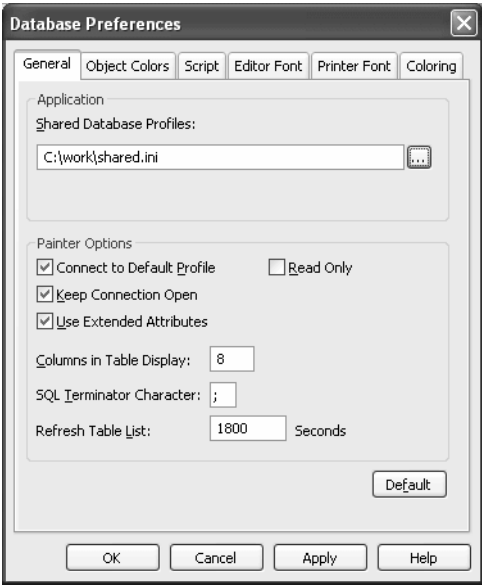 Database Preferences
General Object Colors Script Editor Font Printer Font Coloring
Application
Shared Database Profiles:
C:\work\shared.ini ...
Painter Options
Connect to Default Profile Read Only
Keep Connection Open
Use Extended Attributes
Columns in Table Display: 8
SQL Terminator Character: ;
Refresh Table List: 1800 Seconds
Default
OK Cancel Apply Help